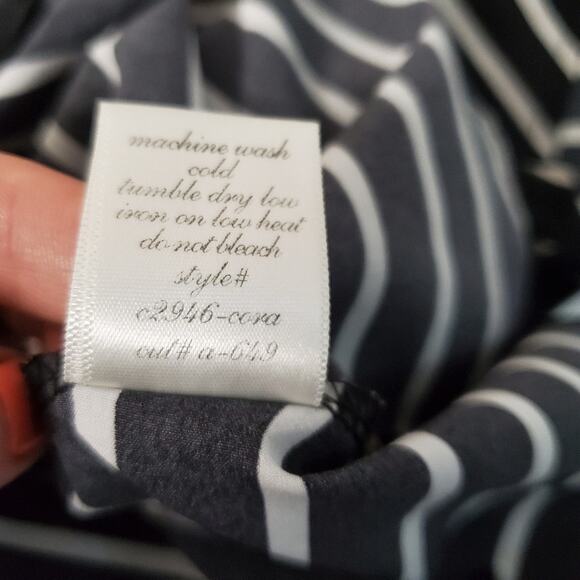 machine wash
cold
tumble dry low
iron on low heat
do not bleach
style#
c2946-cora
cut# a-649